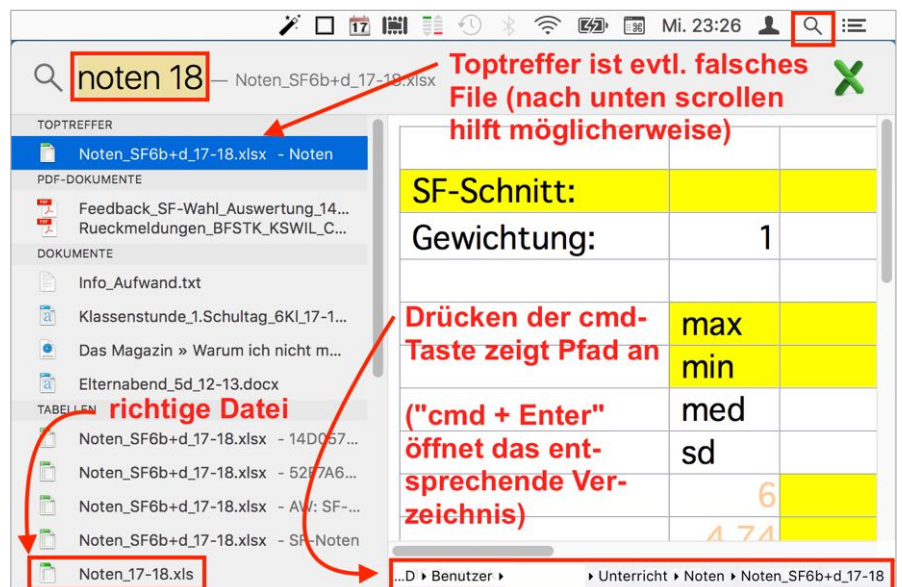 17
Mi. 23:26
noten 18 — Noten_SF6b+d_17-18.xlsx
Toptreffer ist evtl. falsches
File (nach unten scrollen
hilft möglicherweise)
TOPTREFFER
Noten_SF6b+d_17-18.xlsx - Noten
PDF-DOKUMENTE
Feedback_SF-Wahl_Auswertung_14...
Rueckmeldungen_BFSTK_KSWIL_C...
DOKUMENTE
Info_Aufwand.txt
Klassenstunde_1.Schultag_6Kl_17-1...
Das Magazin » Warum ich nicht m...
Elternabend_5d_12-13.docx
TABELLEN
richtige Datei
Noten_SF6b+d_17-18.xlsx - 14D057...
Noten_SF6b+d_17-18.xlsx - 52F7A6...
Noten_SF6b+d_17-18.xlsx - AW: SF-...
Noten_SF6b+d_17-18.xlsx - SF-Noten
Noten_17-18.xls
SF-Schnitt:
Gewichtung: 1
Drücken der cmd-
Taste zeigt Pfad an
("cmd + Enter"
öffnet das ent-
sprechende Ver-
zeichnis)
max
min
med
sd
6
4.74
...D ▸ Benutzer ▸ ▸ Unterricht ▸ Noten ▸ Noten_SF6b+d_17-18